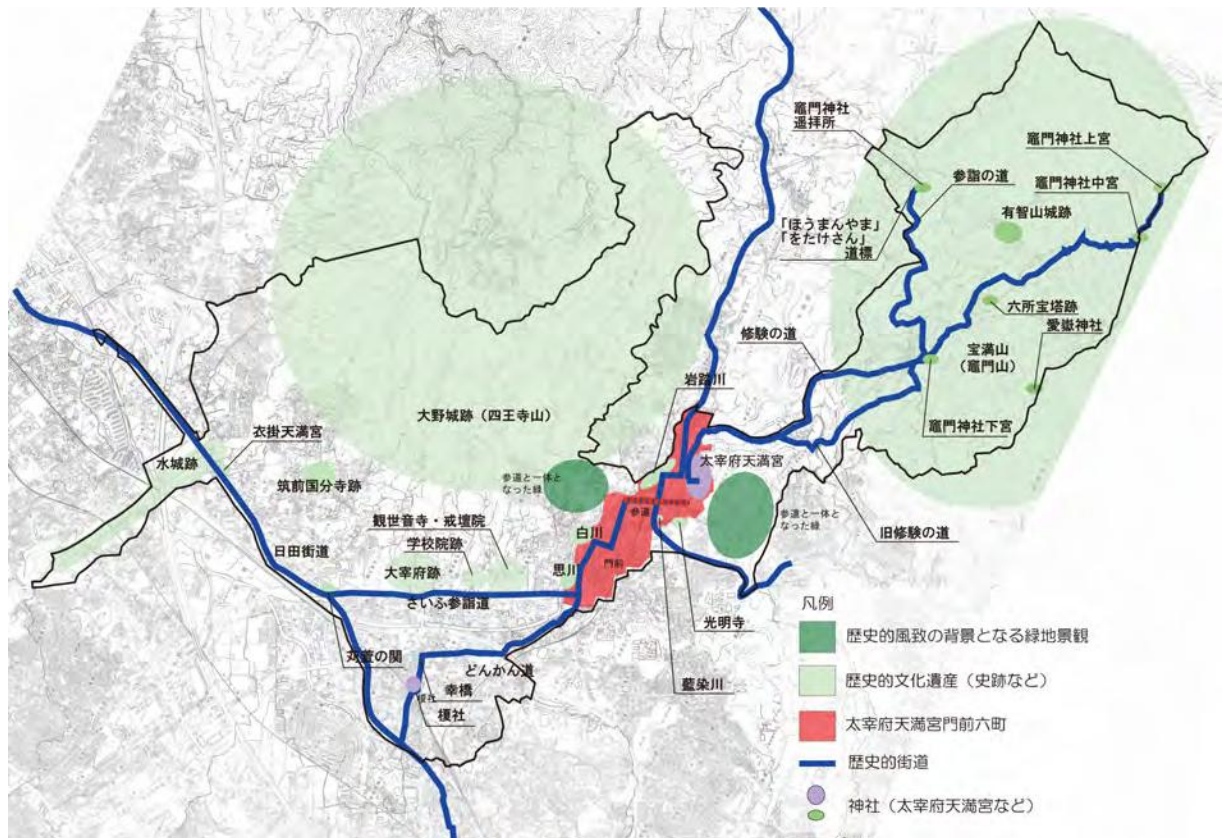 竈門神社
遥拝所
竈門神社上宮
参詣の道
竈門神社中宮
有智山城跡
「ほうまんやま」
「をたけさん」
道標
六所宝塔跡
愛嶽神社
修験の道
宝満山
(竈門山)
岩踏川
竈門神社下宮
大野城跡(四王寺山)
衣掛天満宮
水城跡
筑前国分寺跡
太宰府天満宮
参道と一体と
なった緑
参道
参道と一体と
なった緑
観世音寺・戒壇院
白川
旧修験の道
学校院跡
日田街道
大宰府跡
思川
門前
さいふ参詣道
光明寺
凡例
歴史的風致の背景となる緑地景観
苅萱の関
どんかん道
藍染川
歴史的文化遺産(史跡など)
榎社
幸橋
榎社
太宰府天満宮門前六町
歴史的街道
神社(太宰府天満宮など)